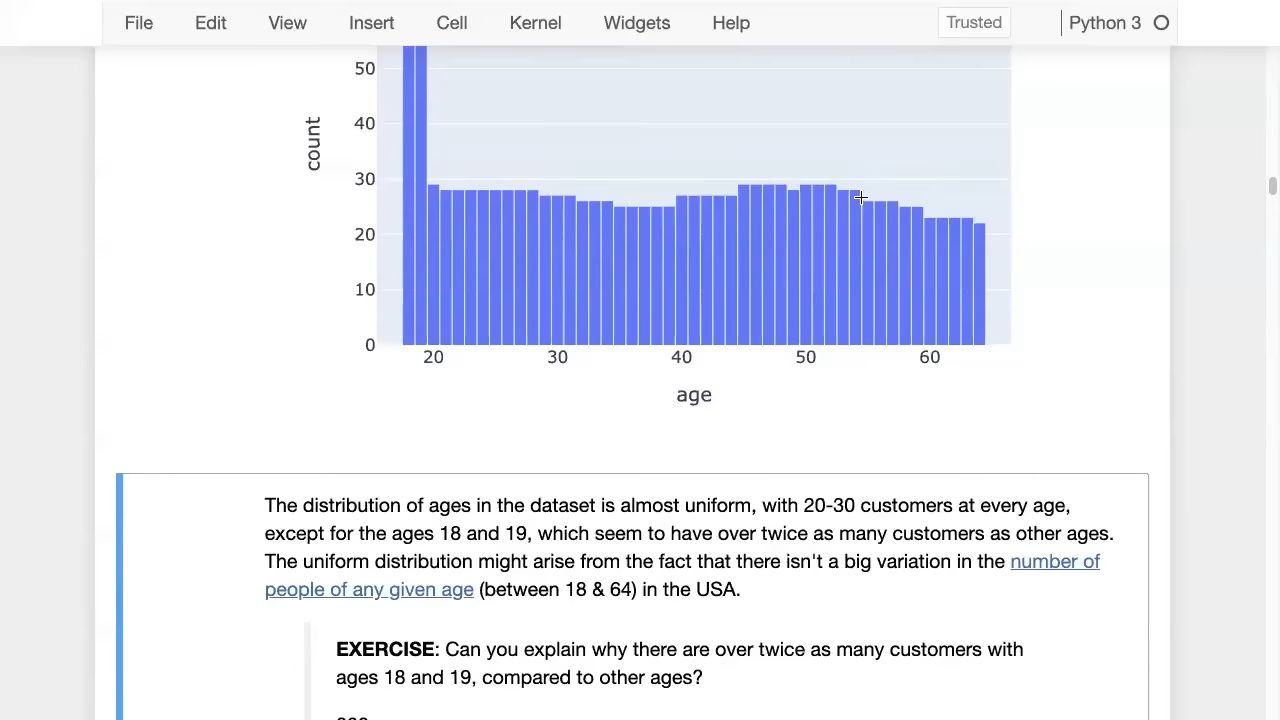 File Edit View Insert Cell Kernel Widgets Help Trusted Python 3
50
40
30
20
10
0
count
20 30 40 50 60
age
The distribution of ages in the dataset is almost uniform, with 20-30 customers at every age,
except for the ages 18 and 19, which seem to have over twice as many customers as other ages.
The uniform distribution might arise from the fact that there isn't a big variation in the number of
people of any given age (between 18 & 64) in the USA.
EXERCISE: Can you explain why there are over twice as many customers with
ages 18 and 19, compared to other ages?